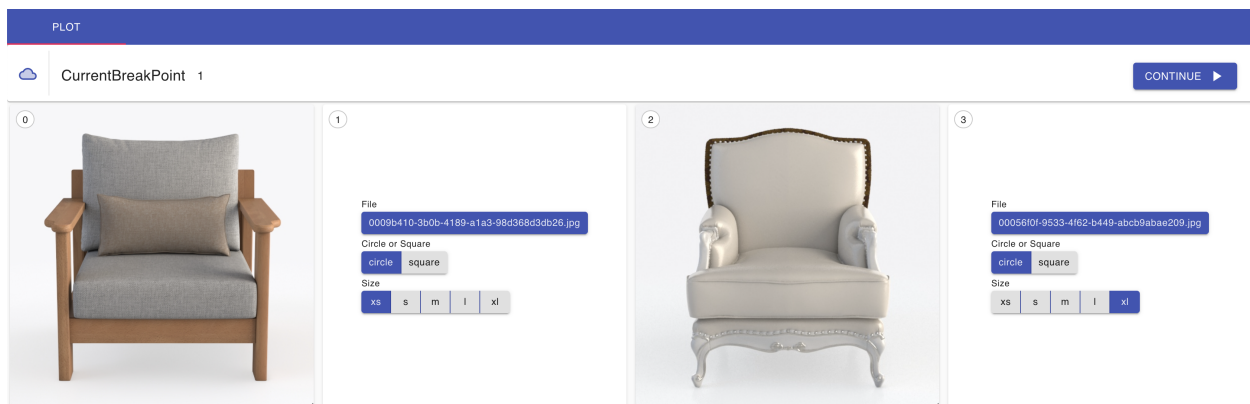 PLOT
CurrentBreakPoint 1
CONTINUE
0
1
File
0009b410-3b0b-4189-a1a3-98d368d3db26.jpg
Circle or Square
circle square
Size
xs s m l xl
2
3
File
00056f0f-9533-4f62-b449-abcb9abae209.jpg
Circle or Square
circle square
Size
xs s m l xl